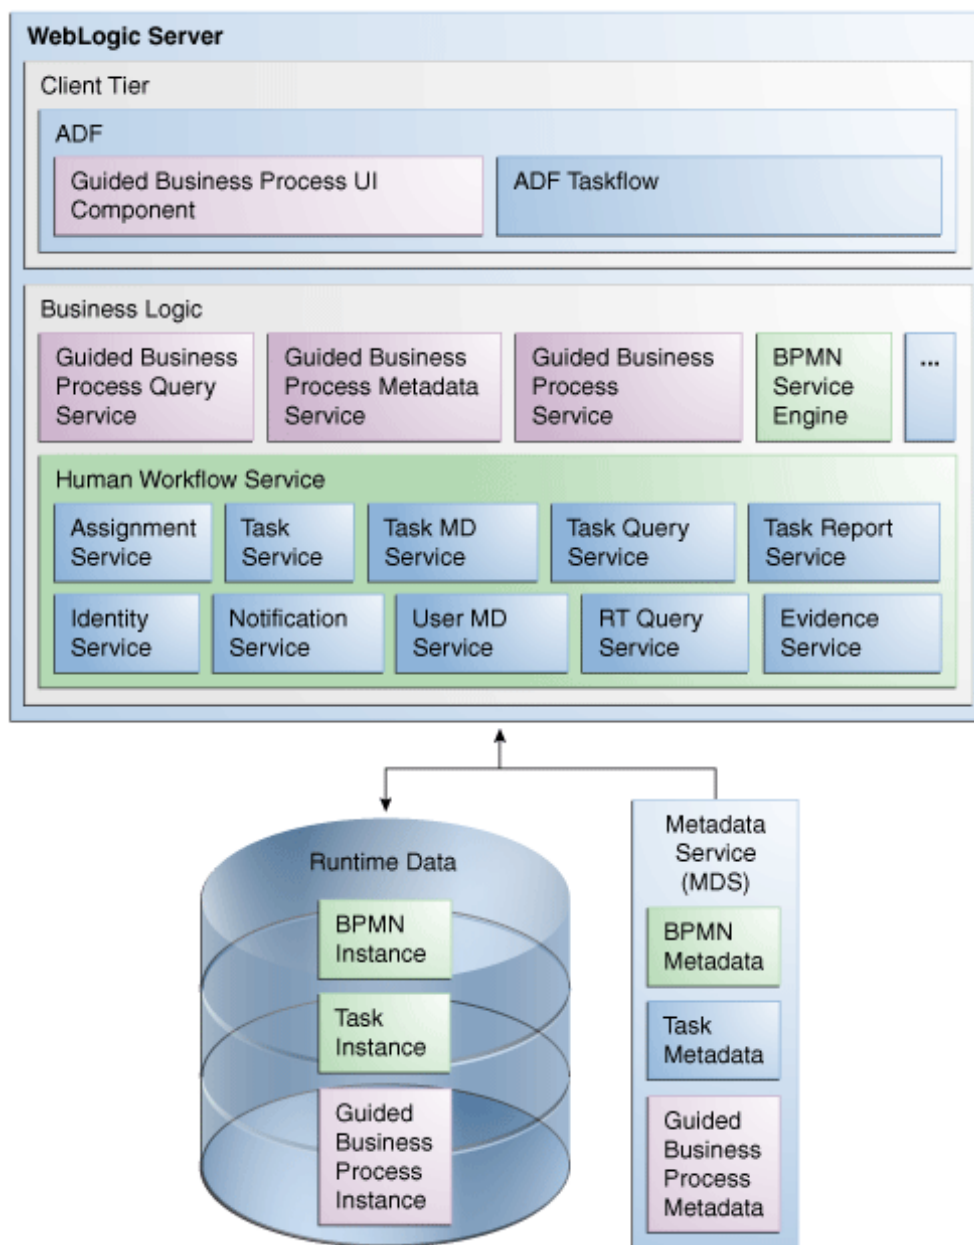 WebLogic Server
Client Tier
ADF
Guided Business Process UI
Component
ADF Taskflow
Business Logic
Guided Business
Process Query
Service
Guided Business
Process Metadata
Service
Guided Business
Process
Service
BPMN
Service
Engine
...
Human Workflow Service
Assignment
Service
Task
Service
Task MD
Service
Task Query
Service
Task Report
Service
Identity
Service
Notification
Service
User MD
Service
RT Query
Service
Evidence
Service
Runtime Data
BPMN
Instance
Task
Instance
Guided
Business
Process
Instance
Metadata
Service
(MDS)
BPMN
Metadata
Task
Metadata
Guided
Business
Process
Metadata